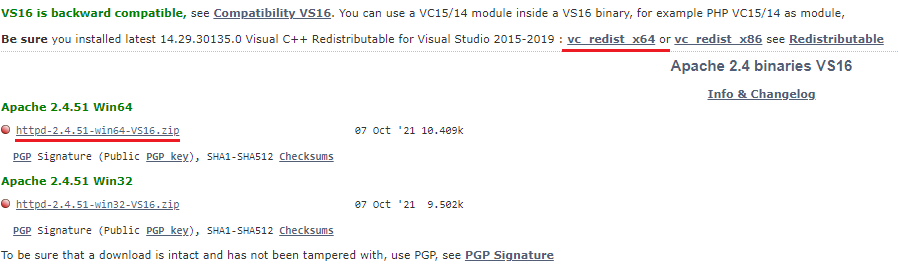 VS16 is backward compatible, see Compatibility VS16. You can use a VC15/14 module inside a VS16 binary, for example PHP VC15/14 as module,
Be sure you installed latest 14.29.30135.0 Visual C++ Redistributable for Visual Studio 2015-2019 : vc_redist_x64 or vc_redist_x86 see Redistributable
Apache 2.4 binaries VS16
Info & Changelog
Apache 2.4.51 Win64
httpd-2.4.51-win64-VS16.zip 07 Oct '21 10.409k
PGP Signature (Public PGP key), SHA1-SHA512 Checksums
Apache 2.4.51 Win32
httpd-2.4.51-win32-VS16.zip 07 Oct '21 9.502k
PGP Signature (Public PGP key), SHA1-SHA512 Checksums
To be sure that a download is intact and has not been tampered with, use PGP, see PGP Signature